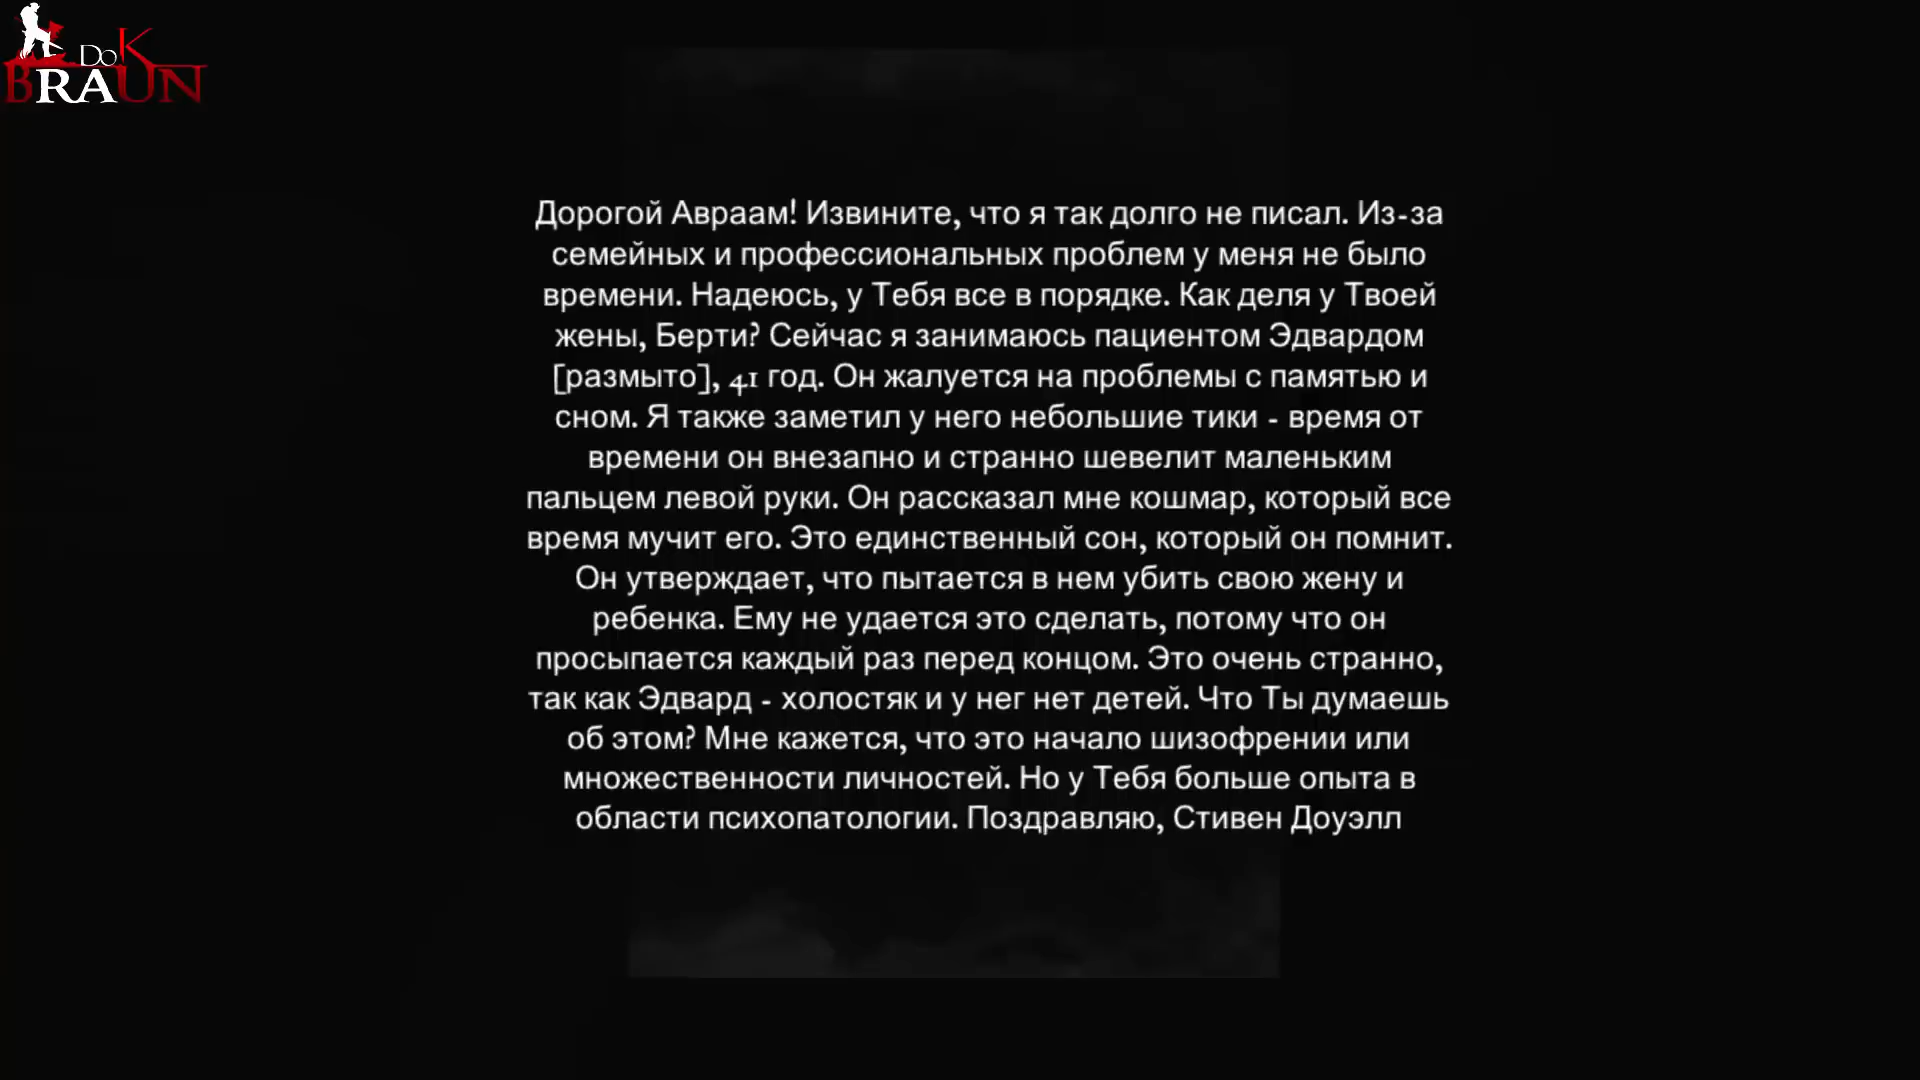 DoK
BRAUN
Дорогой Авраам! Извините, что я так долго не писал. Из-за
семейных и профессиональных проблем у меня не было
времени. Надеюсь, у Тебя все в порядке. Как деля у Твоей
жены, Берти? Сейчас я занимаюсь пациентом Эдвардом
[размыто], 41 год. Он жалуется на проблемы с памятью и
сном. Я также заметил у него небольшие тики - время от
времени он внезапно и странно шевелит маленьким
пальцем левой руки. Он рассказал мне кошмар, который все
время мучит его. Это единственный сон, который он помнит.
Он утверждает, что пытается в нем убить свою жену и
ребенка. Ему не удается это сделать, потому что он
просыпается каждый раз перед концом. Это очень странно,
так как Эдвард - холостяк и у нег нет детей. Что Ты думаешь
об этом? Мне кажется, что это начало шизофрении или
множественности личностей. Но у Тебя больше опыта в
области психопатологии. Поздравляю, Стивен Доуэлл